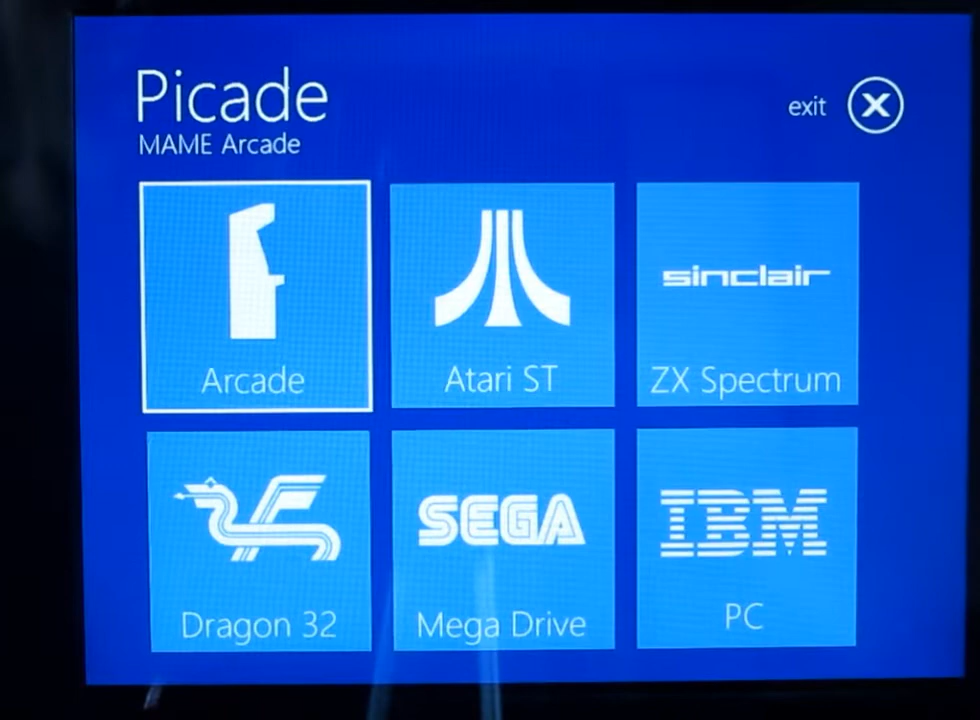 Picade
MAME Arcade
exit
Arcade
Atari ST
sinclair
ZX Spectrum
Dragon 32
SEGA
Mega Drive
IBM
PC